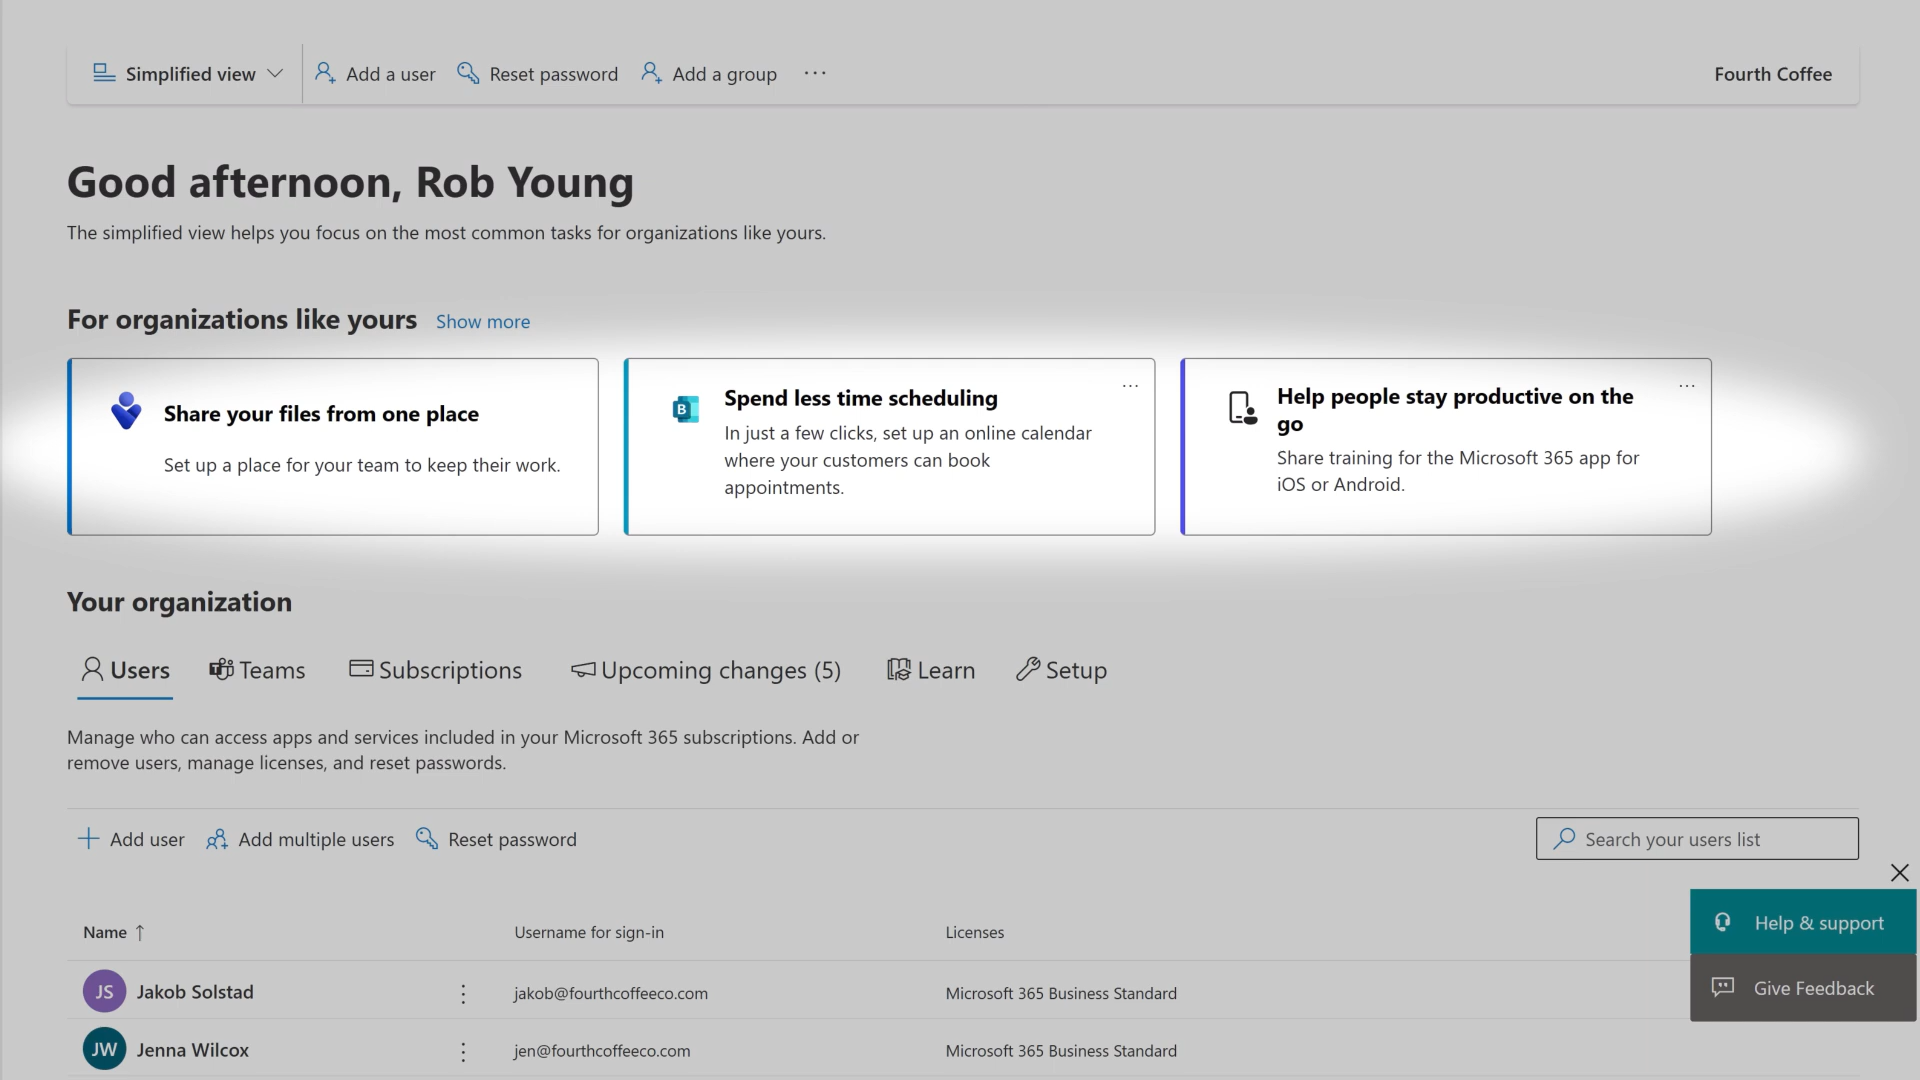 Simplified view Add a user Reset password Add a group ... Fourth Coffee
Good afternoon, Rob Young
The simplified view helps you focus on the most common tasks for organizations like yours.
For organizations like yours Show more
Share your files from one place
Set up a place for your team to keep their work.
B
Spend less time scheduling
In just a few clicks, set up an online calendar
where your customers can book
appointments.
Help people stay productive on the
go
Share training for the Microsoft 365 app for
iOS or Android.
Your organization
Users Teams Subscriptions Upcoming changes (5) Learn Setup
Manage who can access apps and services included in your Microsoft 365 subscriptions. Add or
remove users, manage licenses, and reset passwords.
Add user Add multiple users Reset password Search your users list
Name ↑ Username for sign-in Licenses
Help & support
JS Jakob Solstad jakob@fourthcoffeeco.com Microsoft 365 Business Standard
Give Feedback
JW Jenna Wilcox jen@fourthcoffeeco.com Microsoft 365 Business Standard